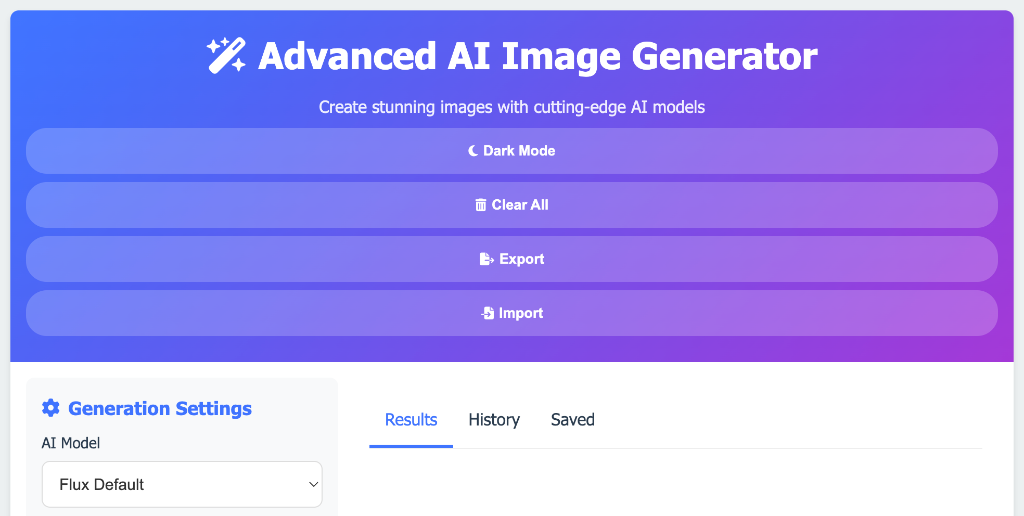 Advanced AI Image Generator
Create stunning images with cutting-edge AI models
Dark Mode
Clear All
Export
Import
Generation Settings
AI Model
Flux Default
Results History Saved